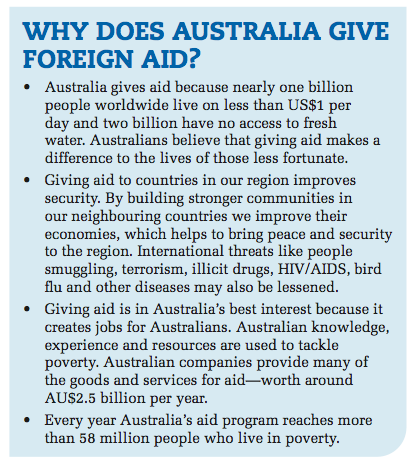 WHY DOES AUSTRALIA GIVE
FOREIGN AID?
• Australia gives aid because nearly one billion
people worldwide live on less than US$1 per
day and two billion have no access to fresh
water. Australians believe that giving aid makes a
difference to the lives of those less fortunate.
• Giving aid to countries in our region improves
security. By building stronger communities in
our neighbouring countries we improve their
economies, which helps to bring peace and security
to the region. International threats like people
smuggling, terrorism, illicit drugs, HIV/AIDS, bird
flu and other diseases may also be lessened.
• Giving aid is in Australia's best interest because it
creates jobs for Australians. Australian knowledge,
experience and resources are used to tackle
poverty. Australian companies provide many of
the goods and services for aid—worth around
AU$2.5 billion per year.
• Every year Australia's aid program reaches more
than 58 million people who live in poverty.